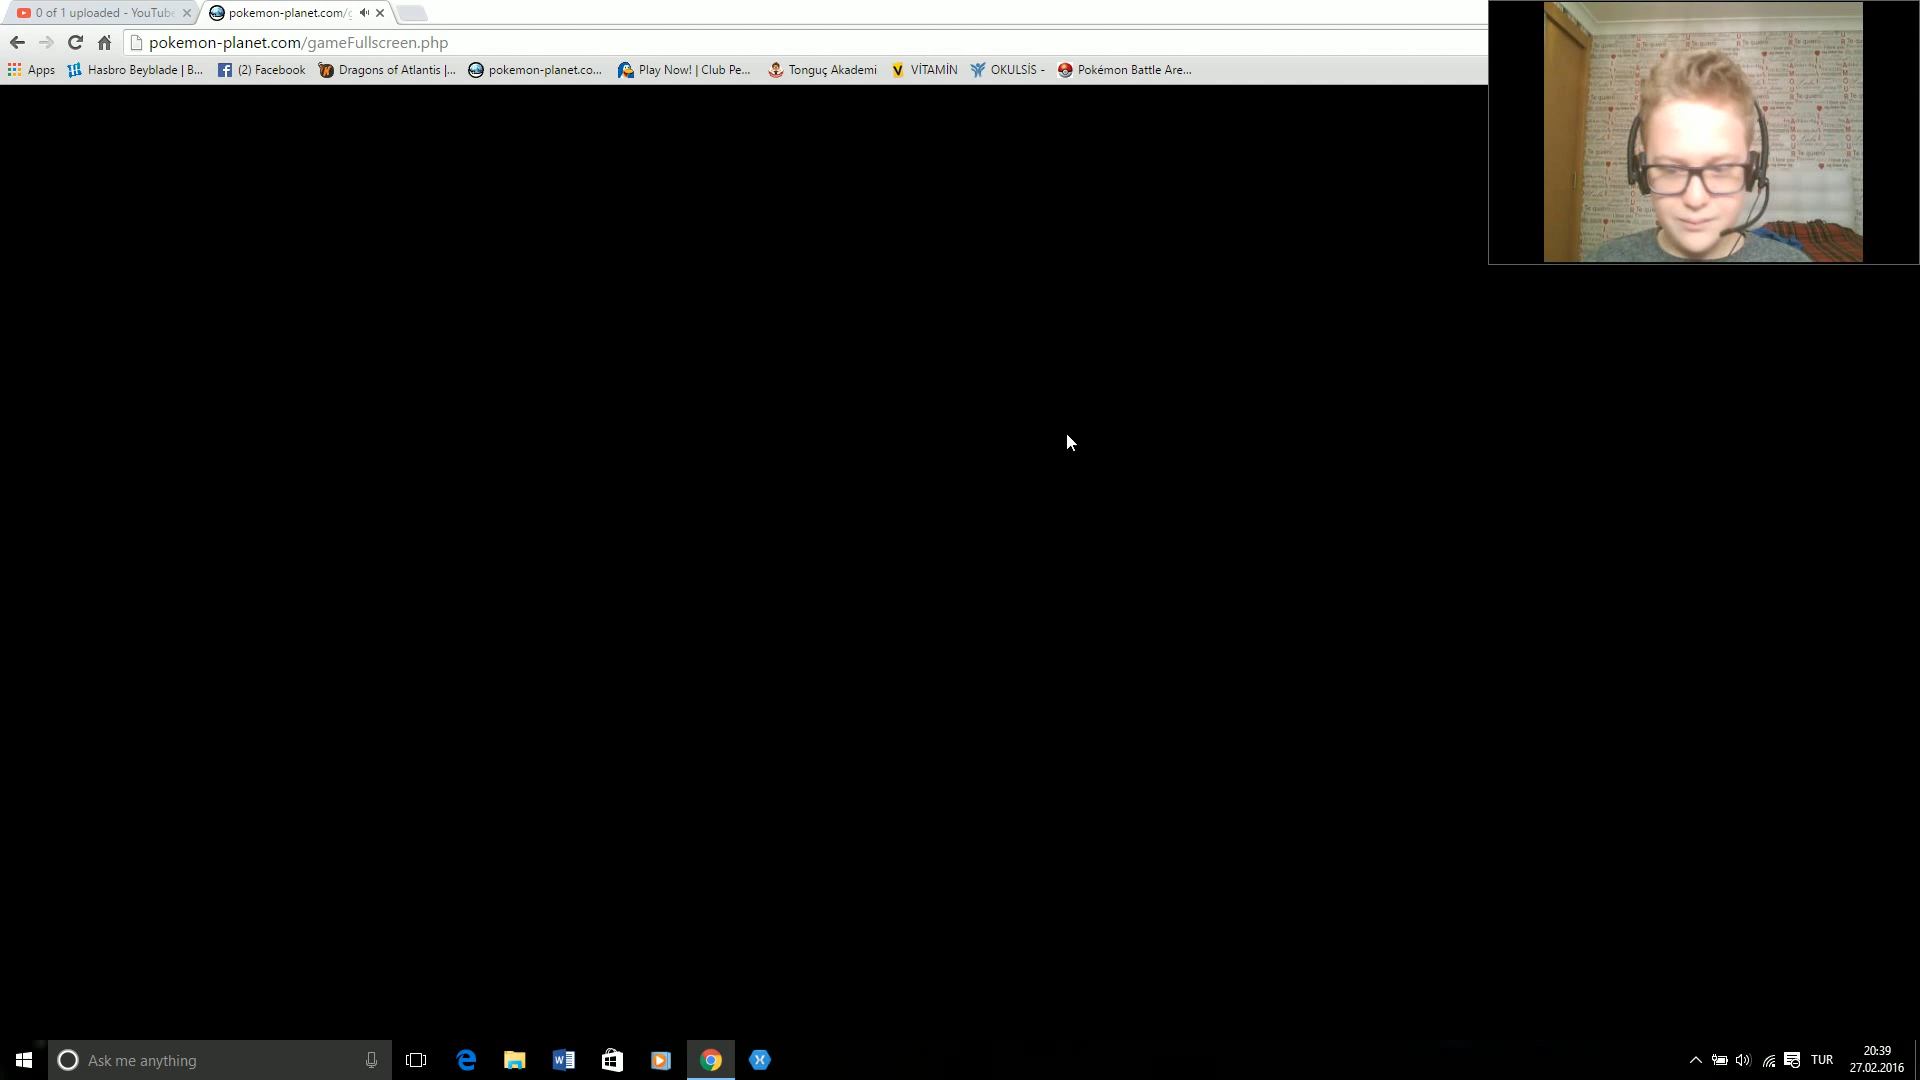 0 of 1 uploaded - YouTube
pokemon-planet.com/
pokemon-planet.com/gameFullscreen.php
Apps
Hasbro Beyblade | B...
(2) Facebook
Dragons of Atlantis |...
pokemon-planet.co...
Play Now! | Club Pe...
Tonguç Akademi
VİTAMİN
OKULSİS -
Pokémon Battle Are...
Ask me anything
TUR
20:39
27.02.2016